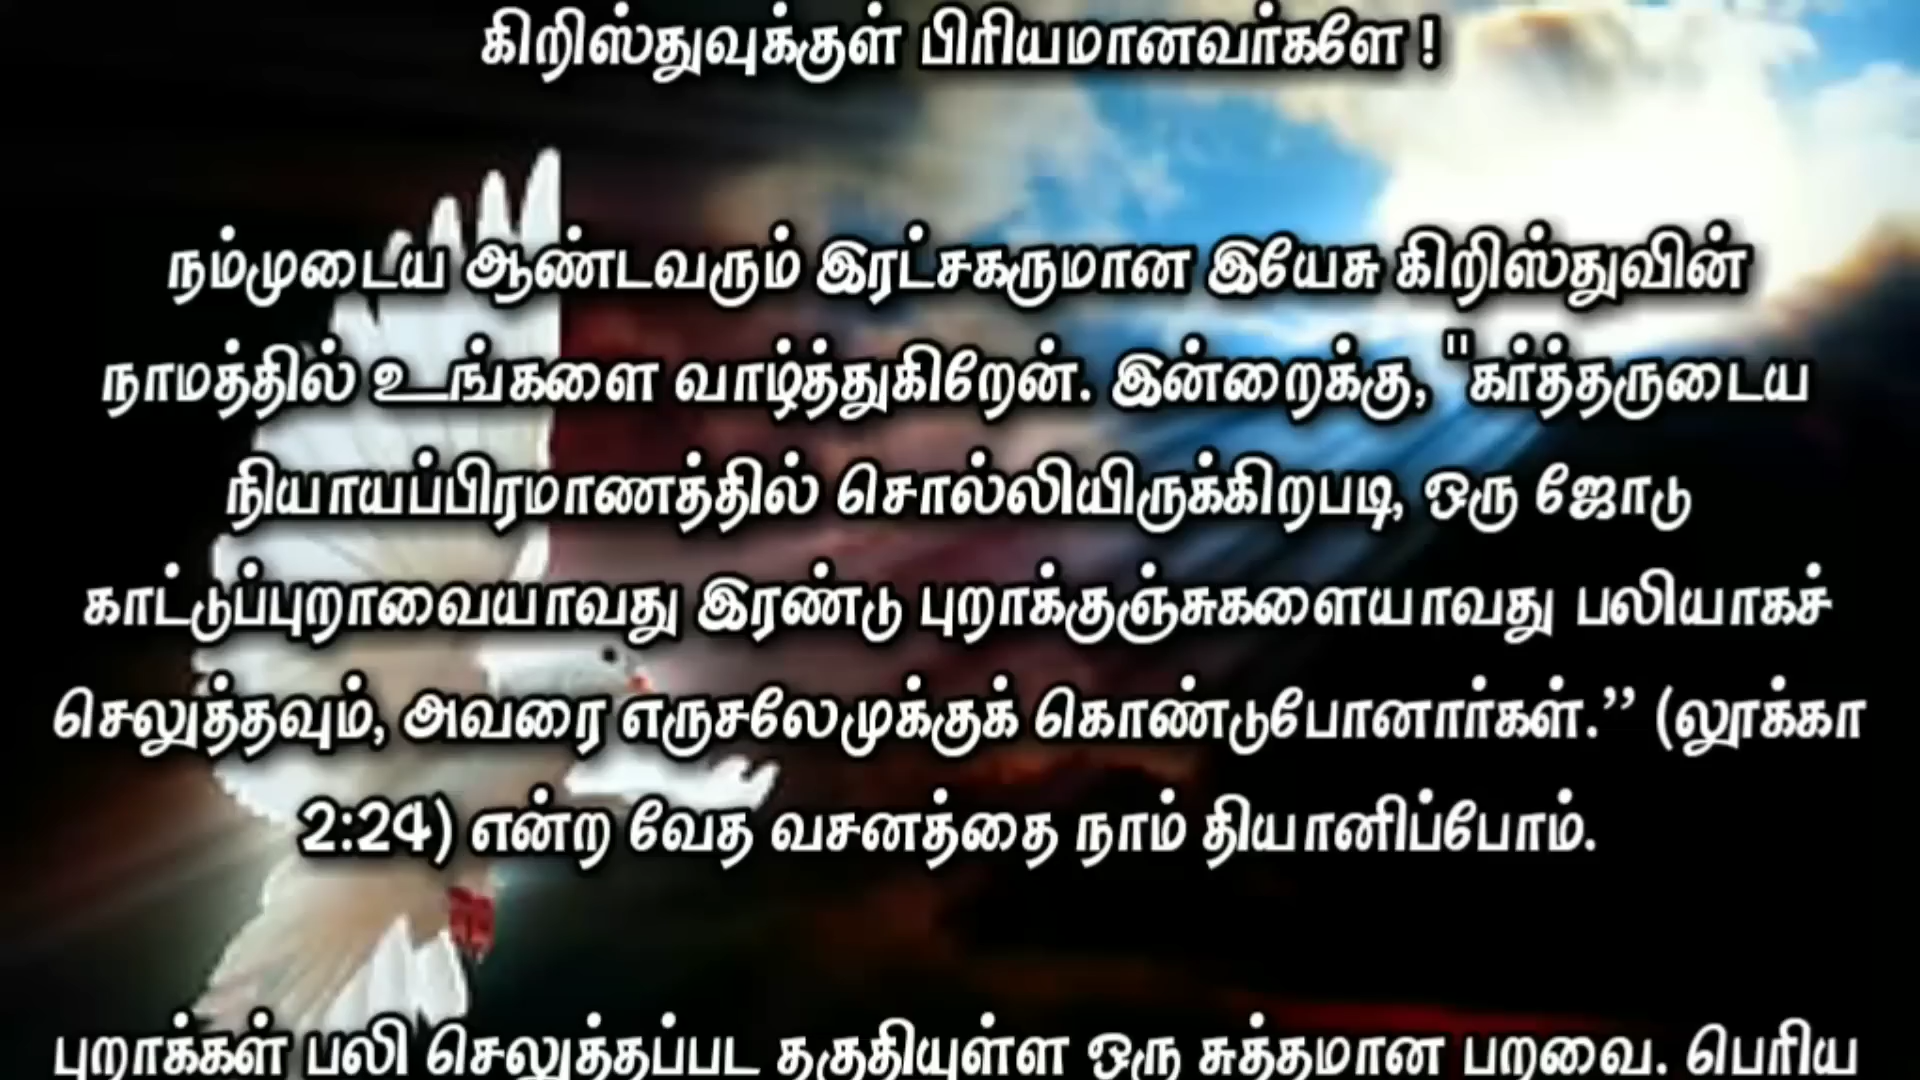 கிறிஸ்துவுக்குள் பிரியமானவர்களே !
நம்முடைய ஆண்டவரும் இரட்சகருமான இயேசு கிறிஸ்துவின்
நாமத்தில் உங்களை வாழ்த்துகிறேன். இன்றைக்கு, "கர்த்தருடைய
நியாயப்பிரமாணத்தில் சொல்லியிருக்கிறபடி, ஒரு ஜோடு
காட்டுப்புறாவையாவது இரண்டு புறாக்குஞ்சுகளையாவது பலியாகச்
செலுத்தவும், அவரை எருசலேமுக்குக் கொண்டுபோனார்கள்.” (லூக்கா
2:24) என்ற வேத வசனத்தை நாம் தியானிப்போம்.
புறாக்கள் பலி செலுத்தப்பட தகுதியுள்ள ஒரு சுத்தமான பறவை. பெரிய